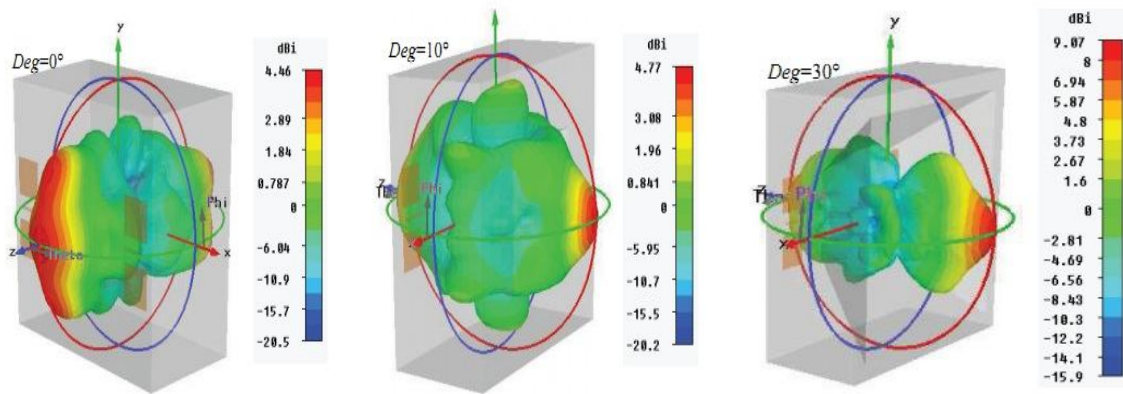 y
Deg=0°
z
Theta
Phi
x
dBi
4.46
2.89
1.84
0.787
0
-6.04
-10.9
-15.7
-20.5
Deg=10°
z
Phi
dBi
4.77
3.08
1.96
0.841
0
-5.95
-10.7
-15.5
-20.2
y
Deg=30°
z
Phi
x
dBi
9.07
8
6.94
5.87
4.8
3.73
2.67
1.6
0
-2.81
-4.69
-6.56
-8.43
-10.3
-12.2
-14.1
-15.9